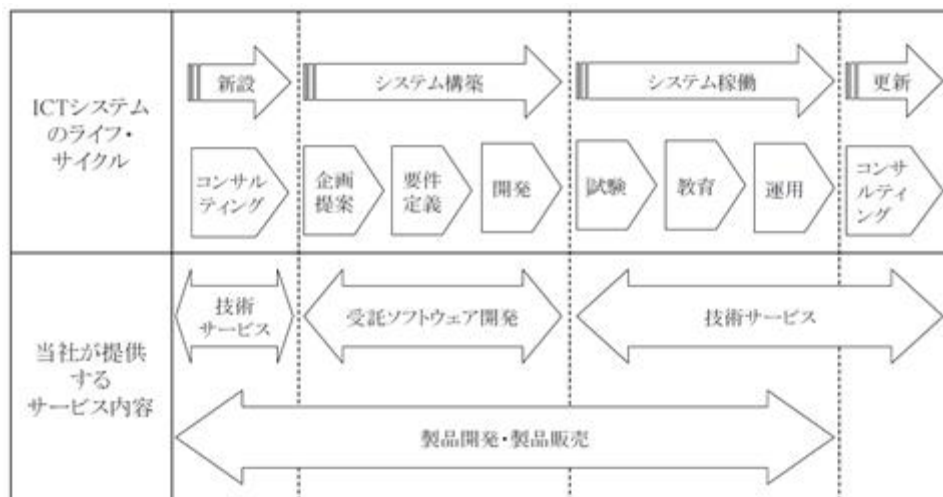 ICTシステム
のライフ・
サイクル
新設
システム構築
システム稼働
更新
コンサル
ティング
企画
提案
要件
定義
開発
試験
教育
運用
コンサ
ルティ
ング
当社が提供
する
サービス内容
技術
サービス
受託ソフトウェア開発
技術サービス
製品開発・製品販売